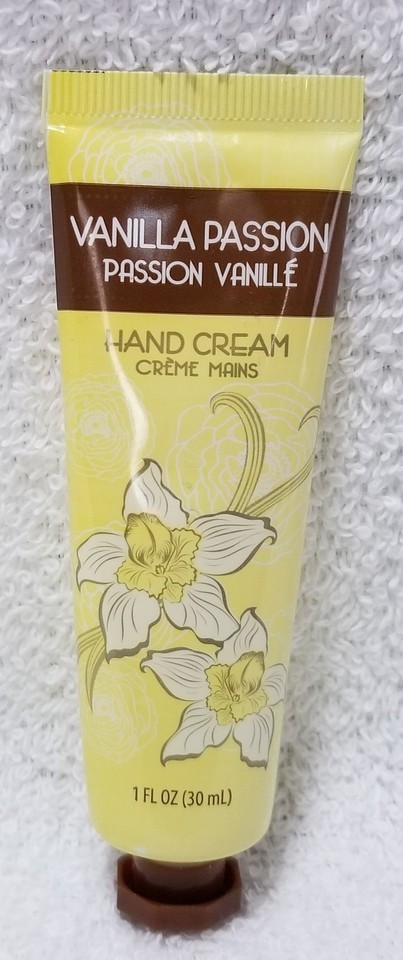 VANILLA PASSION
PASSION VANILLÉ
HAND CREAM
CRÈME MAINS
1 FL OZ (30 mL)